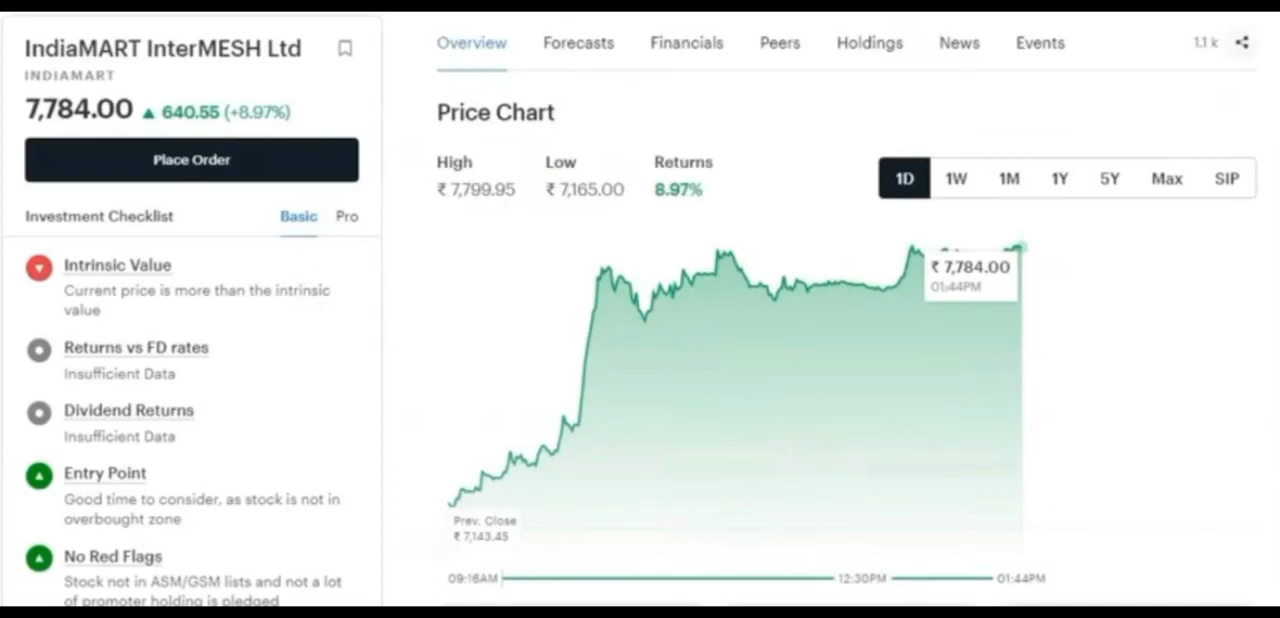 IndiaMART InterMESH Ltd
INDIAMART
7,784.00 ▲ 640.55 (+8.97%)
Place Order
Investment Checklist Basic Pro
Intrinsic Value
Current price is more than the intrinsic
value
Returns vs FD rates
Insufficient Data
Dividend Returns
Insufficient Data
Entry Point
Good time to consider, as stock is not in
overbought zone
No Red Flags
Stock not in ASM/GSM lists and not a lot
of promoter holding is pledged
Overview Forecasts Financials Peers Holdings News Events 1.1 k
Price Chart
High Low Returns
₹ 7,799.95 ₹ 7,165.00 8.97%
1D 1W 1M 1Y 5Y Max SIP
₹ 7,784.00
01:44PM
Prev. Close
₹ 7,143.45
09:16AM 12:30PM 01:44PM